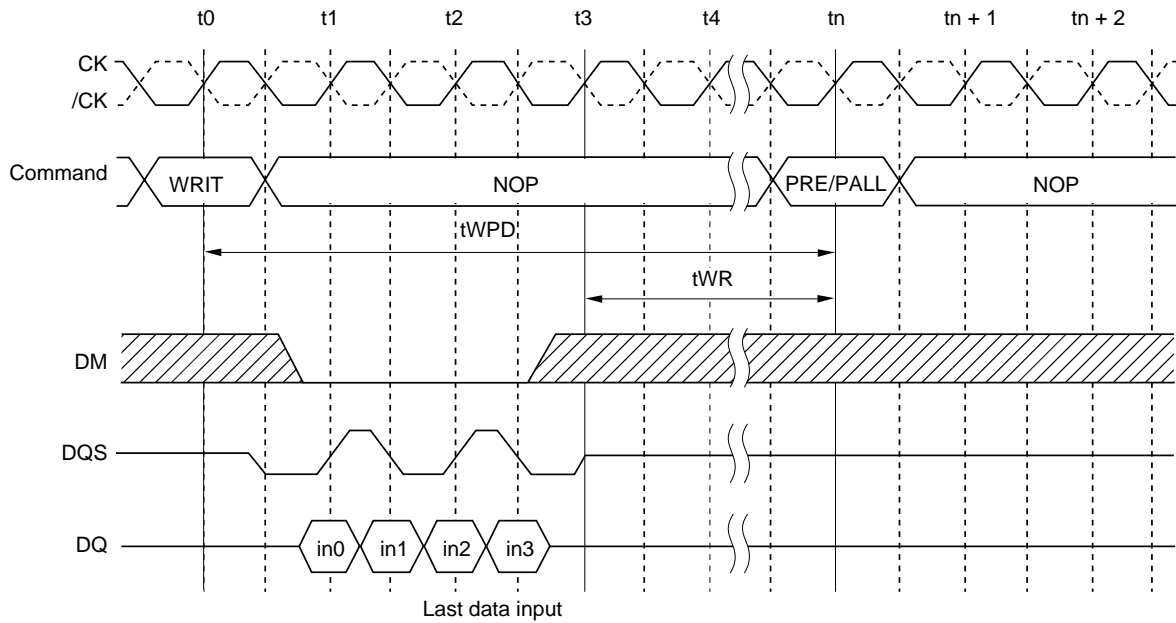 t0 t1 t2 t3 t4 tn tn + 1 tn + 2
CK
/CK
Command WRIT NOP PRE/PALL NOP
tWPD
tWR
DM
DQS
DQ in0 in1 in2 in3
Last data input